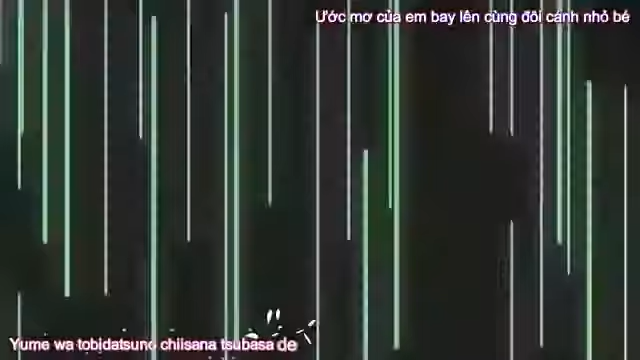 Ước mơ của em bay lên cùng đôi cánh nhỏ bé
Yume wa tobidatsuno chiisana tsubasa de